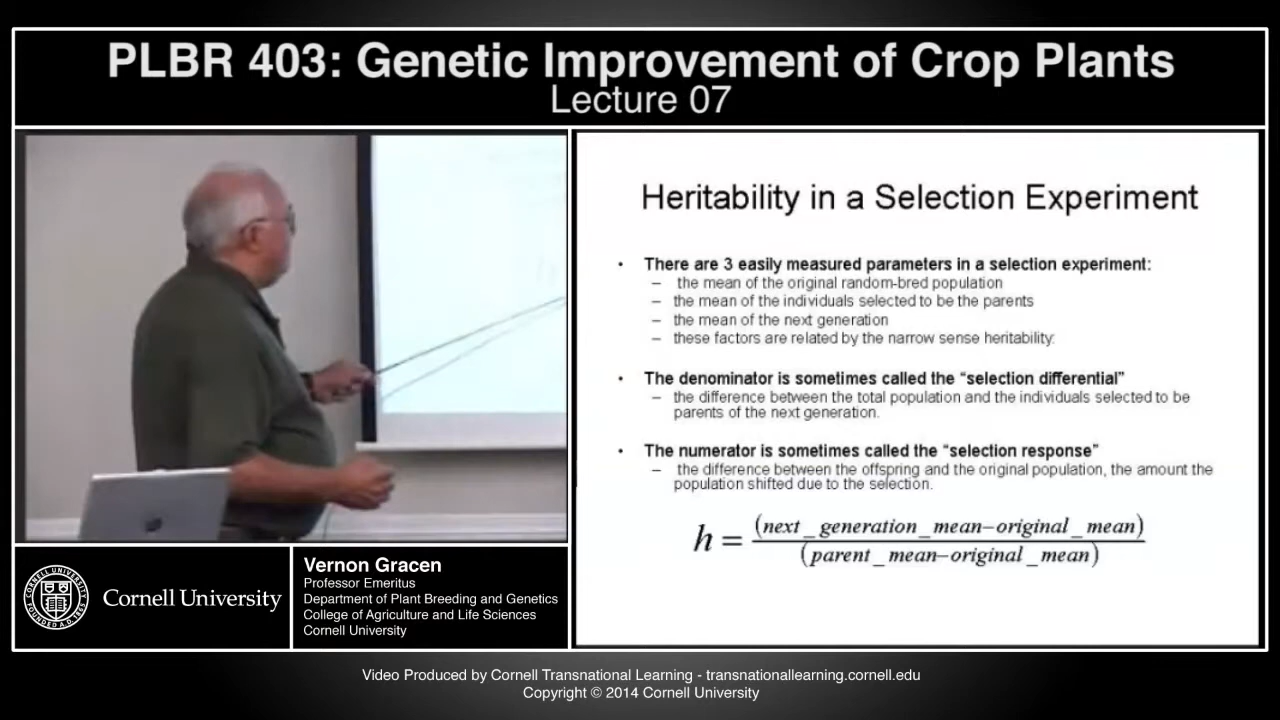 PLBR 403: Genetic Improvement of Crop Plants
Lecture 07
Heritability in a Selection Experiment
• There are 3 easily measured parameters in a selection experiment:
– the mean of the original random-bred population
– the mean of the individuals selected to be the parents
– the mean of the next generation
– these factors are related by the narrow sense heritability:
• The denominator is sometimes called the “selection differential”
– the difference between the total population and the individuals selected to be
parents of the next generation.
• The numerator is sometimes called the “selection response”
– the difference between the offspring and the original population, the amount the
population shifted due to the selection.
h = (next_generation_mean–original_mean)
(parent_mean–original_mean)
CORNELL UNIVERSITY
FOUNDED A.D. 1865
Cornell University
Vernon Gracen
Professor Emeritus
Department of Plant Breeding and Genetics
College of Agriculture and Life Sciences
Cornell University
Video Produced by Cornell Transnational Learning - transnationallearning.cornell.edu
Copyright © 2014 Cornell University